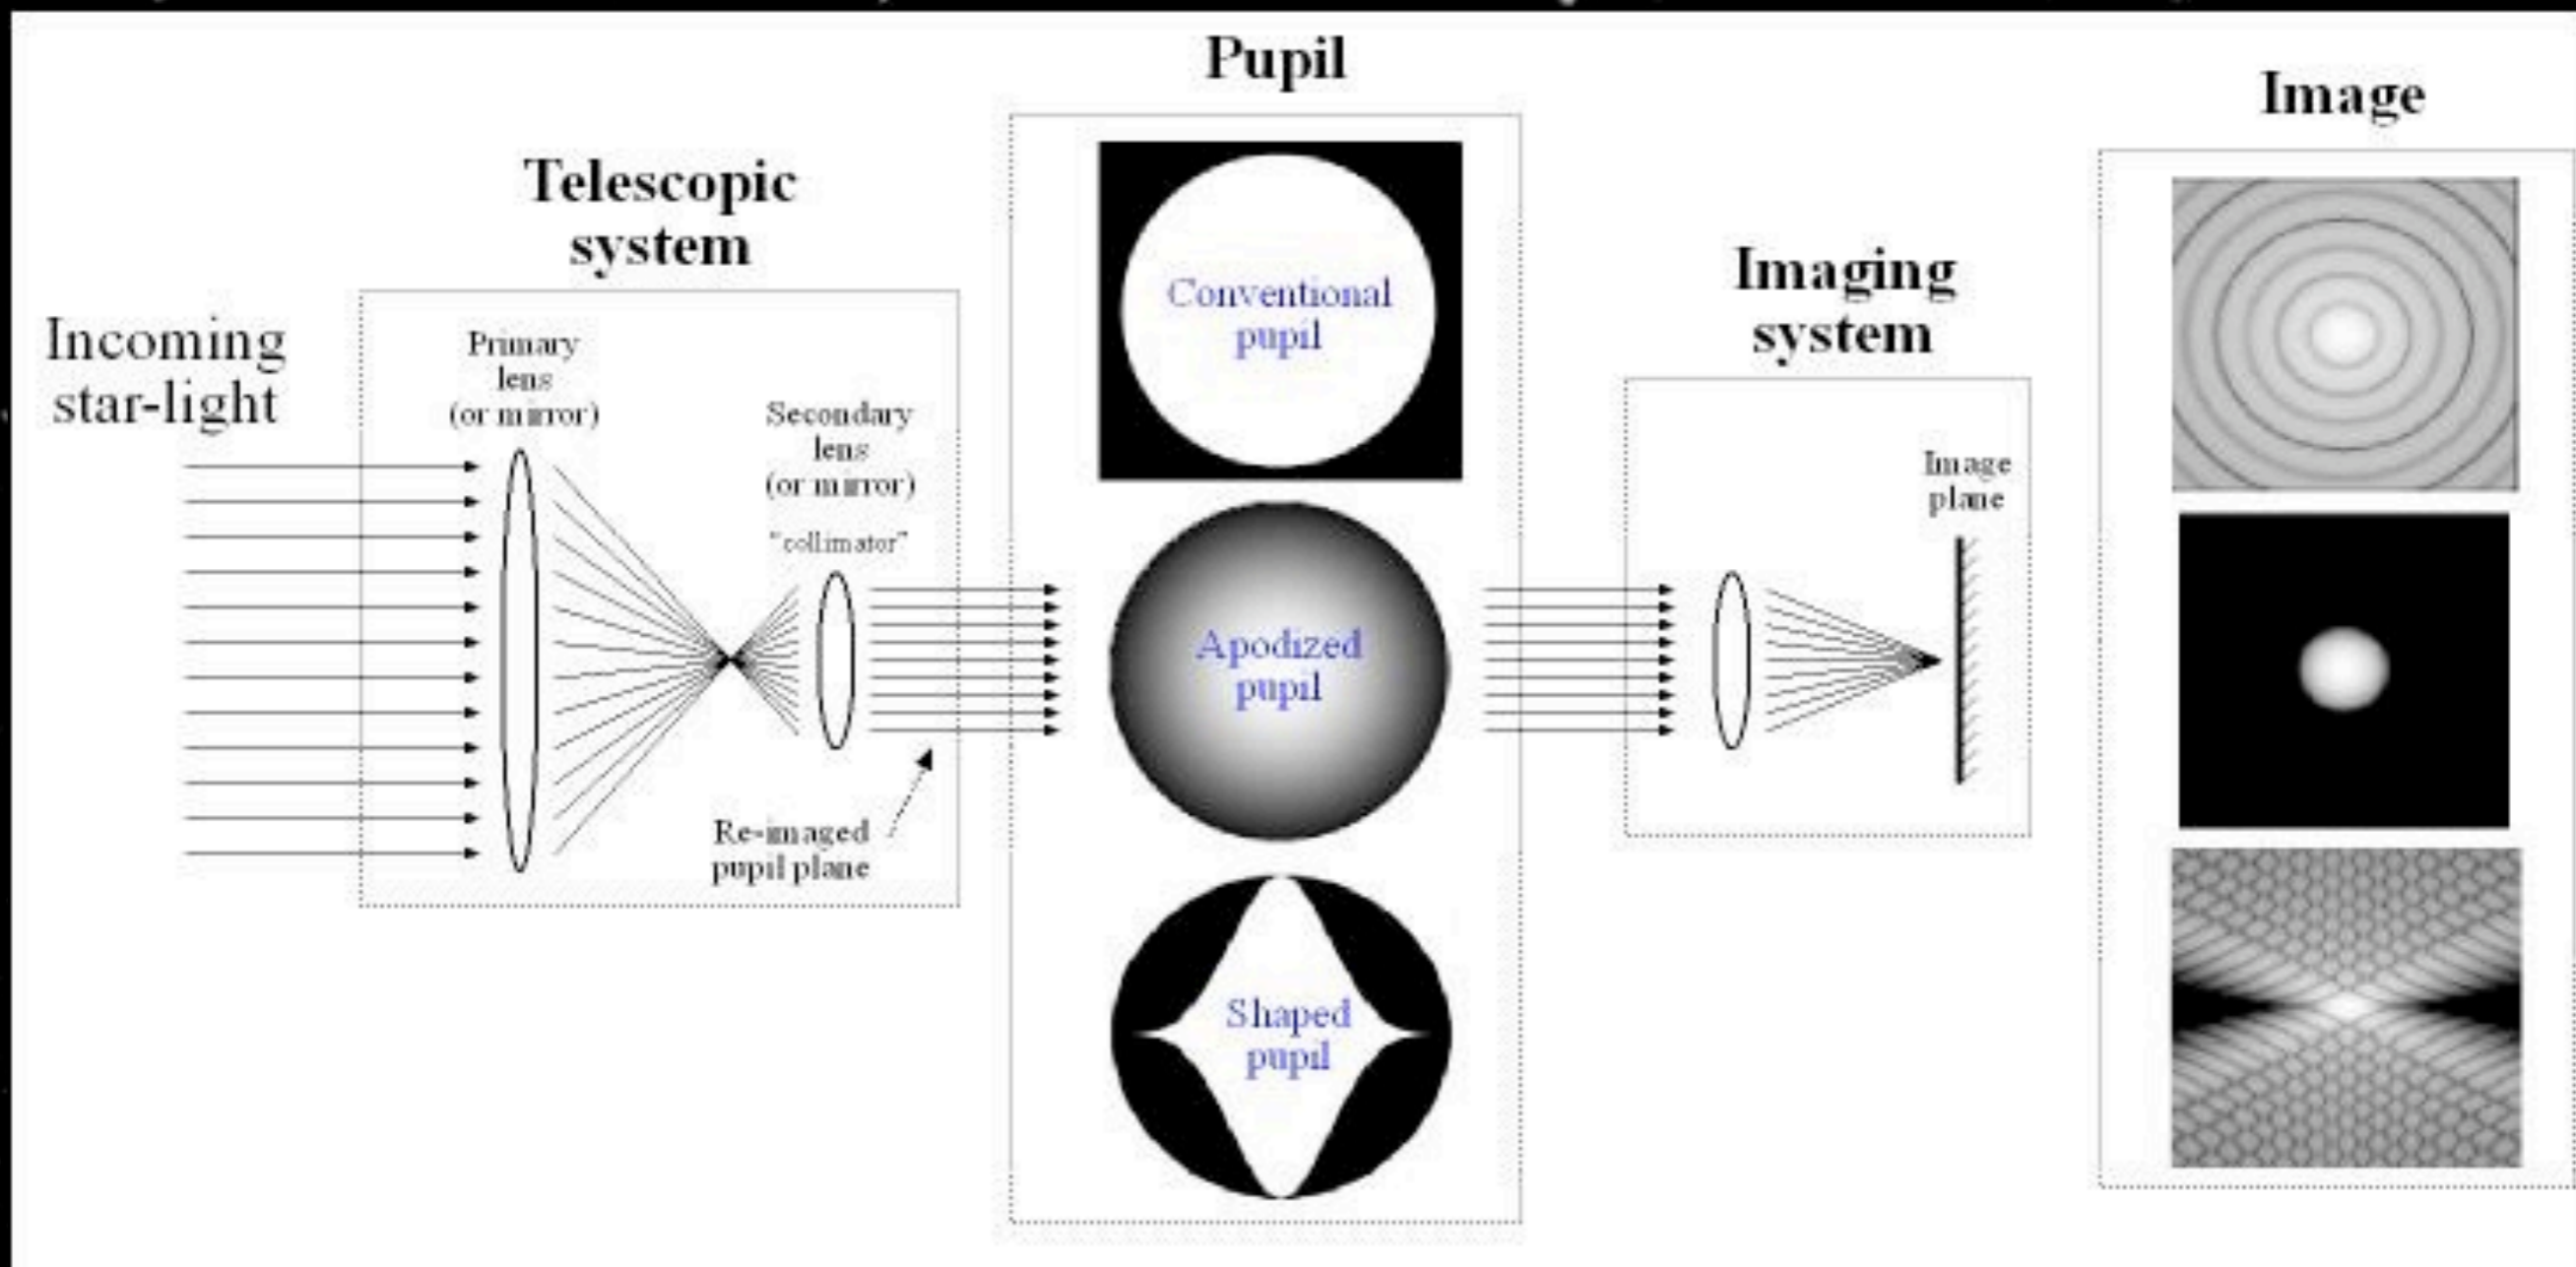 Pupil
Image
Telescopic
system
Imaging
system
Incoming
star-light
Primary
lens
(or mirror)
Secondary
lens
(or mirror)
"collimator"
Re-imaged
pupil plane
Conventional
pupil
Apodized
pupil
Shaped
pupil
Image
plane